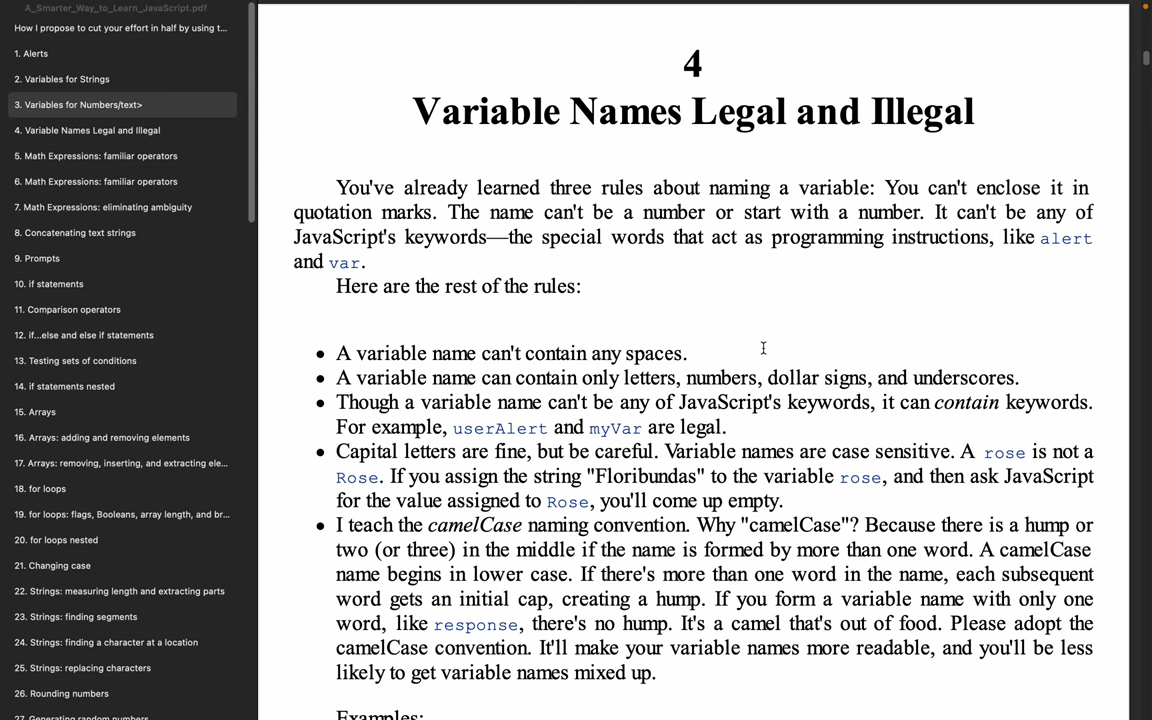 A_Smarter_Way_to_Learn_JavaScript.pdf
How I propose to cut your effort in half by using t...
1. Alerts
2. Variables for Strings
3. Variables for Numbers/text>
4. Variable Names Legal and Illegal
5. Math Expressions: familiar operators
6. Math Expressions: familiar operators
7. Math Expressions: eliminating ambiguity
8. Concatenating text strings
9. Prompts
10. if statements
11. Comparison operators
12. if...else and else if statements
13. Testing sets of conditions
14. if statements nested
15. Arrays
16. Arrays: adding and removing elements
17. Arrays: removing, inserting, and extracting ele...
18. for loops
19. for loops: flags, Booleans, array length, and br...
20. for loops nested
21. Changing case
22. Strings: measuring length and extracting parts
23. Strings: finding segments
24. Strings: finding a character at a location
25. Strings: replacing characters
26. Rounding numbers
27. Generating random numbers
4
Variable Names Legal and Illegal
You've already learned three rules about naming a variable: You can't enclose it in
quotation marks. The name can't be a number or start with a number. It can't be any of
JavaScript's keywords—the special words that act as programming instructions, like alert
and var.
Here are the rest of the rules:
• A variable name can't contain any spaces.
• A variable name can contain only letters, numbers, dollar signs, and underscores.
• Though a variable name can't be any of JavaScript's keywords, it can contain keywords.
For example, userAlert and myVar are legal.
• Capital letters are fine, but be careful. Variable names are case sensitive. A rose is not a
Rose. If you assign the string "Floribundas" to the variable rose, and then ask JavaScript
for the value assigned to Rose, you'll come up empty.
• I teach the camelCase naming convention. Why "camelCase"? Because there is a hump or
two (or three) in the middle if the name is formed by more than one word. A camelCase
name begins in lower case. If there's more than one word in the name, each subsequent
word gets an initial cap, creating a hump. If you form a variable name with only one
word, like response, there's no hump. It's a camel that's out of food. Please adopt the
camelCase convention. It'll make your variable names more readable, and you'll be less
likely to get variable names mixed up.
Examples: